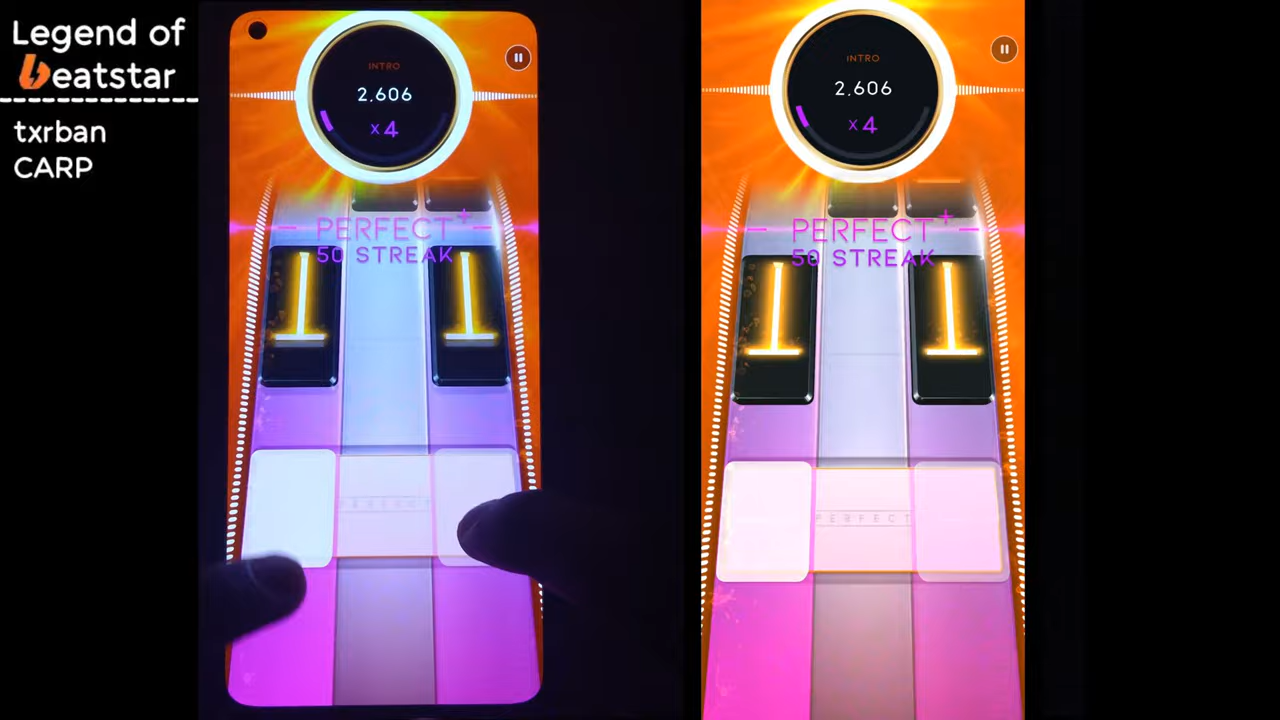 Legend of
beatstar
txrban
CARP
INTRO
2,606
x4
PERFECT+
50 STREAK
PERFECT
INTRO
2,606
x4
PERFECT+
50 STREAK
PERFECT